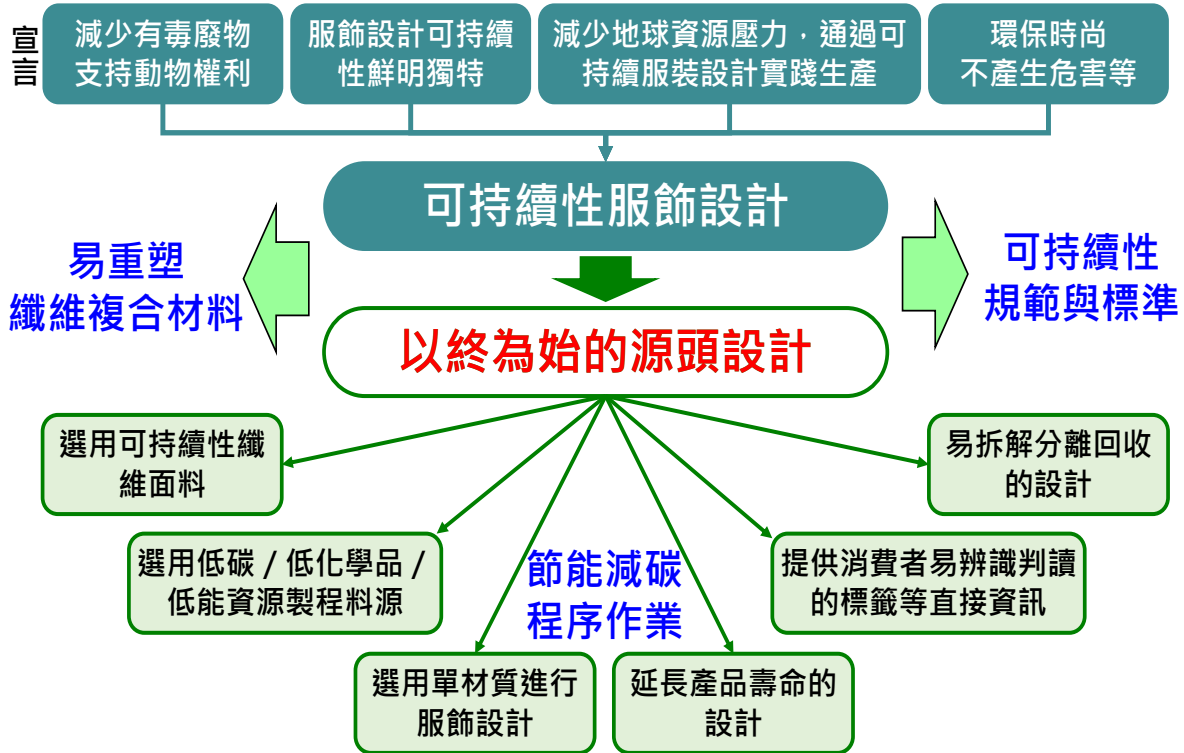 宣
言
減少有毒廢物
支持動物權利
服飾設計可持續
性鮮明獨特
減少地球資源壓力，通過可
持續服裝設計實踐生產
環保時尚
不產生危害等
可持續性服飾設計
易重塑
纖維複合材料
可持續性
規範與標準
以終為始的源頭設計
選用可持續性纖
維面料
易拆解分離回收
的設計
選用低碳 / 低化學品 /
低能資源製程料源
節能減碳
程序作業
提供消費者易辨識判讀
的標籤等直接資訊
選用單材質進行
服飾設計
延長產品壽命的
設計